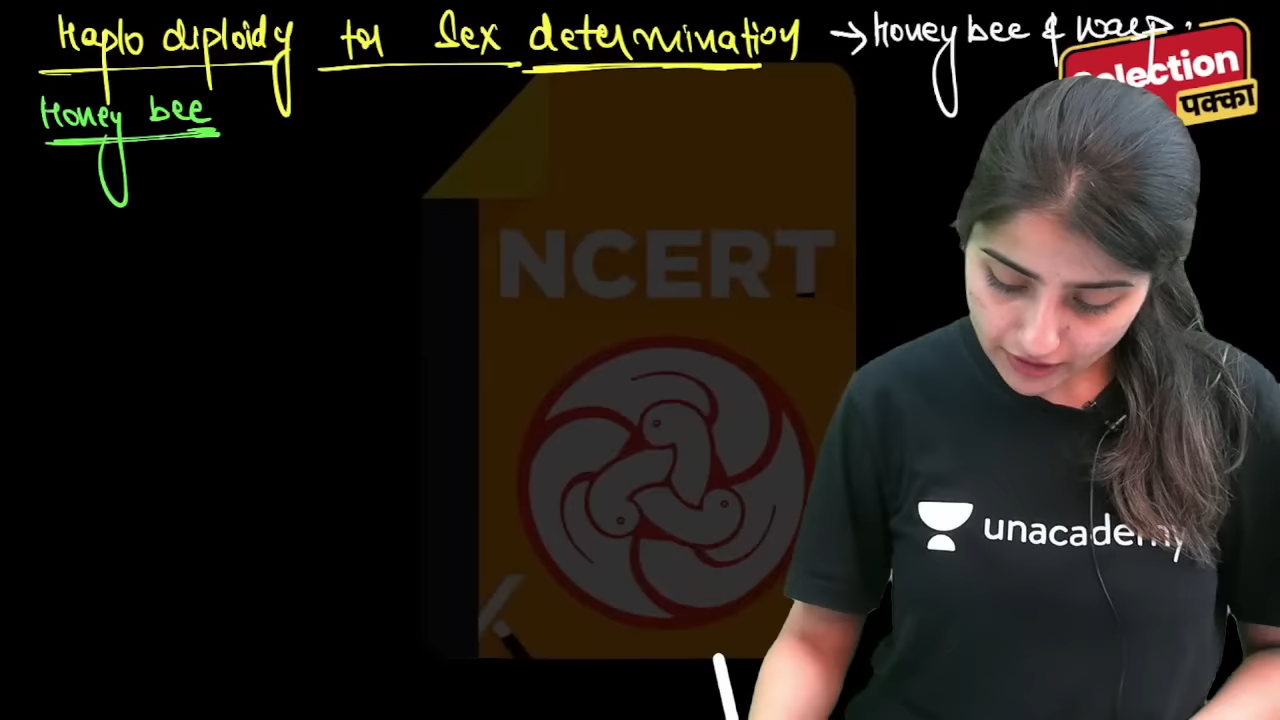 Haplo diploidy for Sex determination → Honey bee & wasp.
Selection
पक्का
Honey bee
NCERT
unacademy